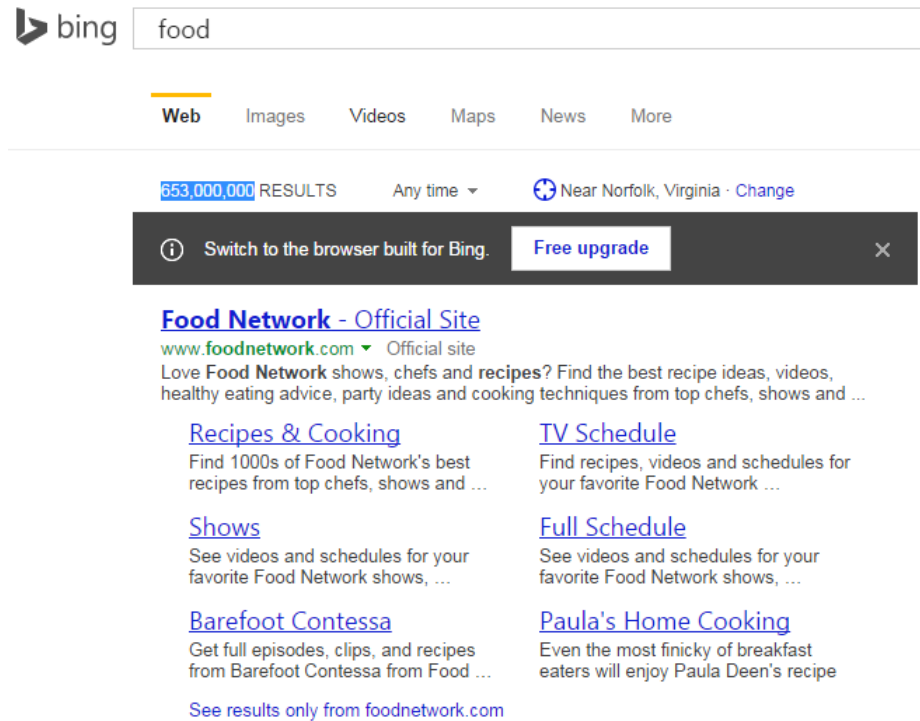 bing food
Web Images Videos Maps News More
653,000,000 RESULTS Any time Near Norfolk, Virginia · Change
Switch to the browser built for Bing. Free upgrade
Food Network - Official Site
www.foodnetwork.com Official site
Love Food Network shows, chefs and recipes? Find the best recipe ideas, videos,
healthy eating advice, party ideas and cooking techniques from top chefs, shows and ...
Recipes & Cooking
Find 1000s of Food Network's best
recipes from top chefs, shows and ...
TV Schedule
Find recipes, videos and schedules for
your favorite Food Network ...
Shows
See videos and schedules for your
favorite Food Network shows, ...
Full Schedule
See videos and schedules for your
favorite Food Network shows, ...
Barefoot Contessa
Get full episodes, clips, and recipes
from Barefoot Contessa from Food ...
Paula's Home Cooking
Even the most finicky of breakfast
eaters will enjoy Paula Deen's recipe
See results only from foodnetwork.com